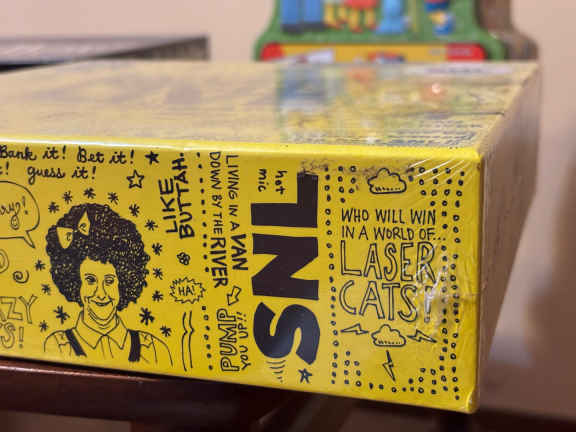 Bank it! Bet it!
guess it!
LIKE
BUTTAH.
HA!
LIVING IN A VAN
DOWN BY THE RIVER
PUMP
YOU UP!!
hot
mic
SNL
WHO WILL WIN
IN A WORLD OF...
LASER
CATS?